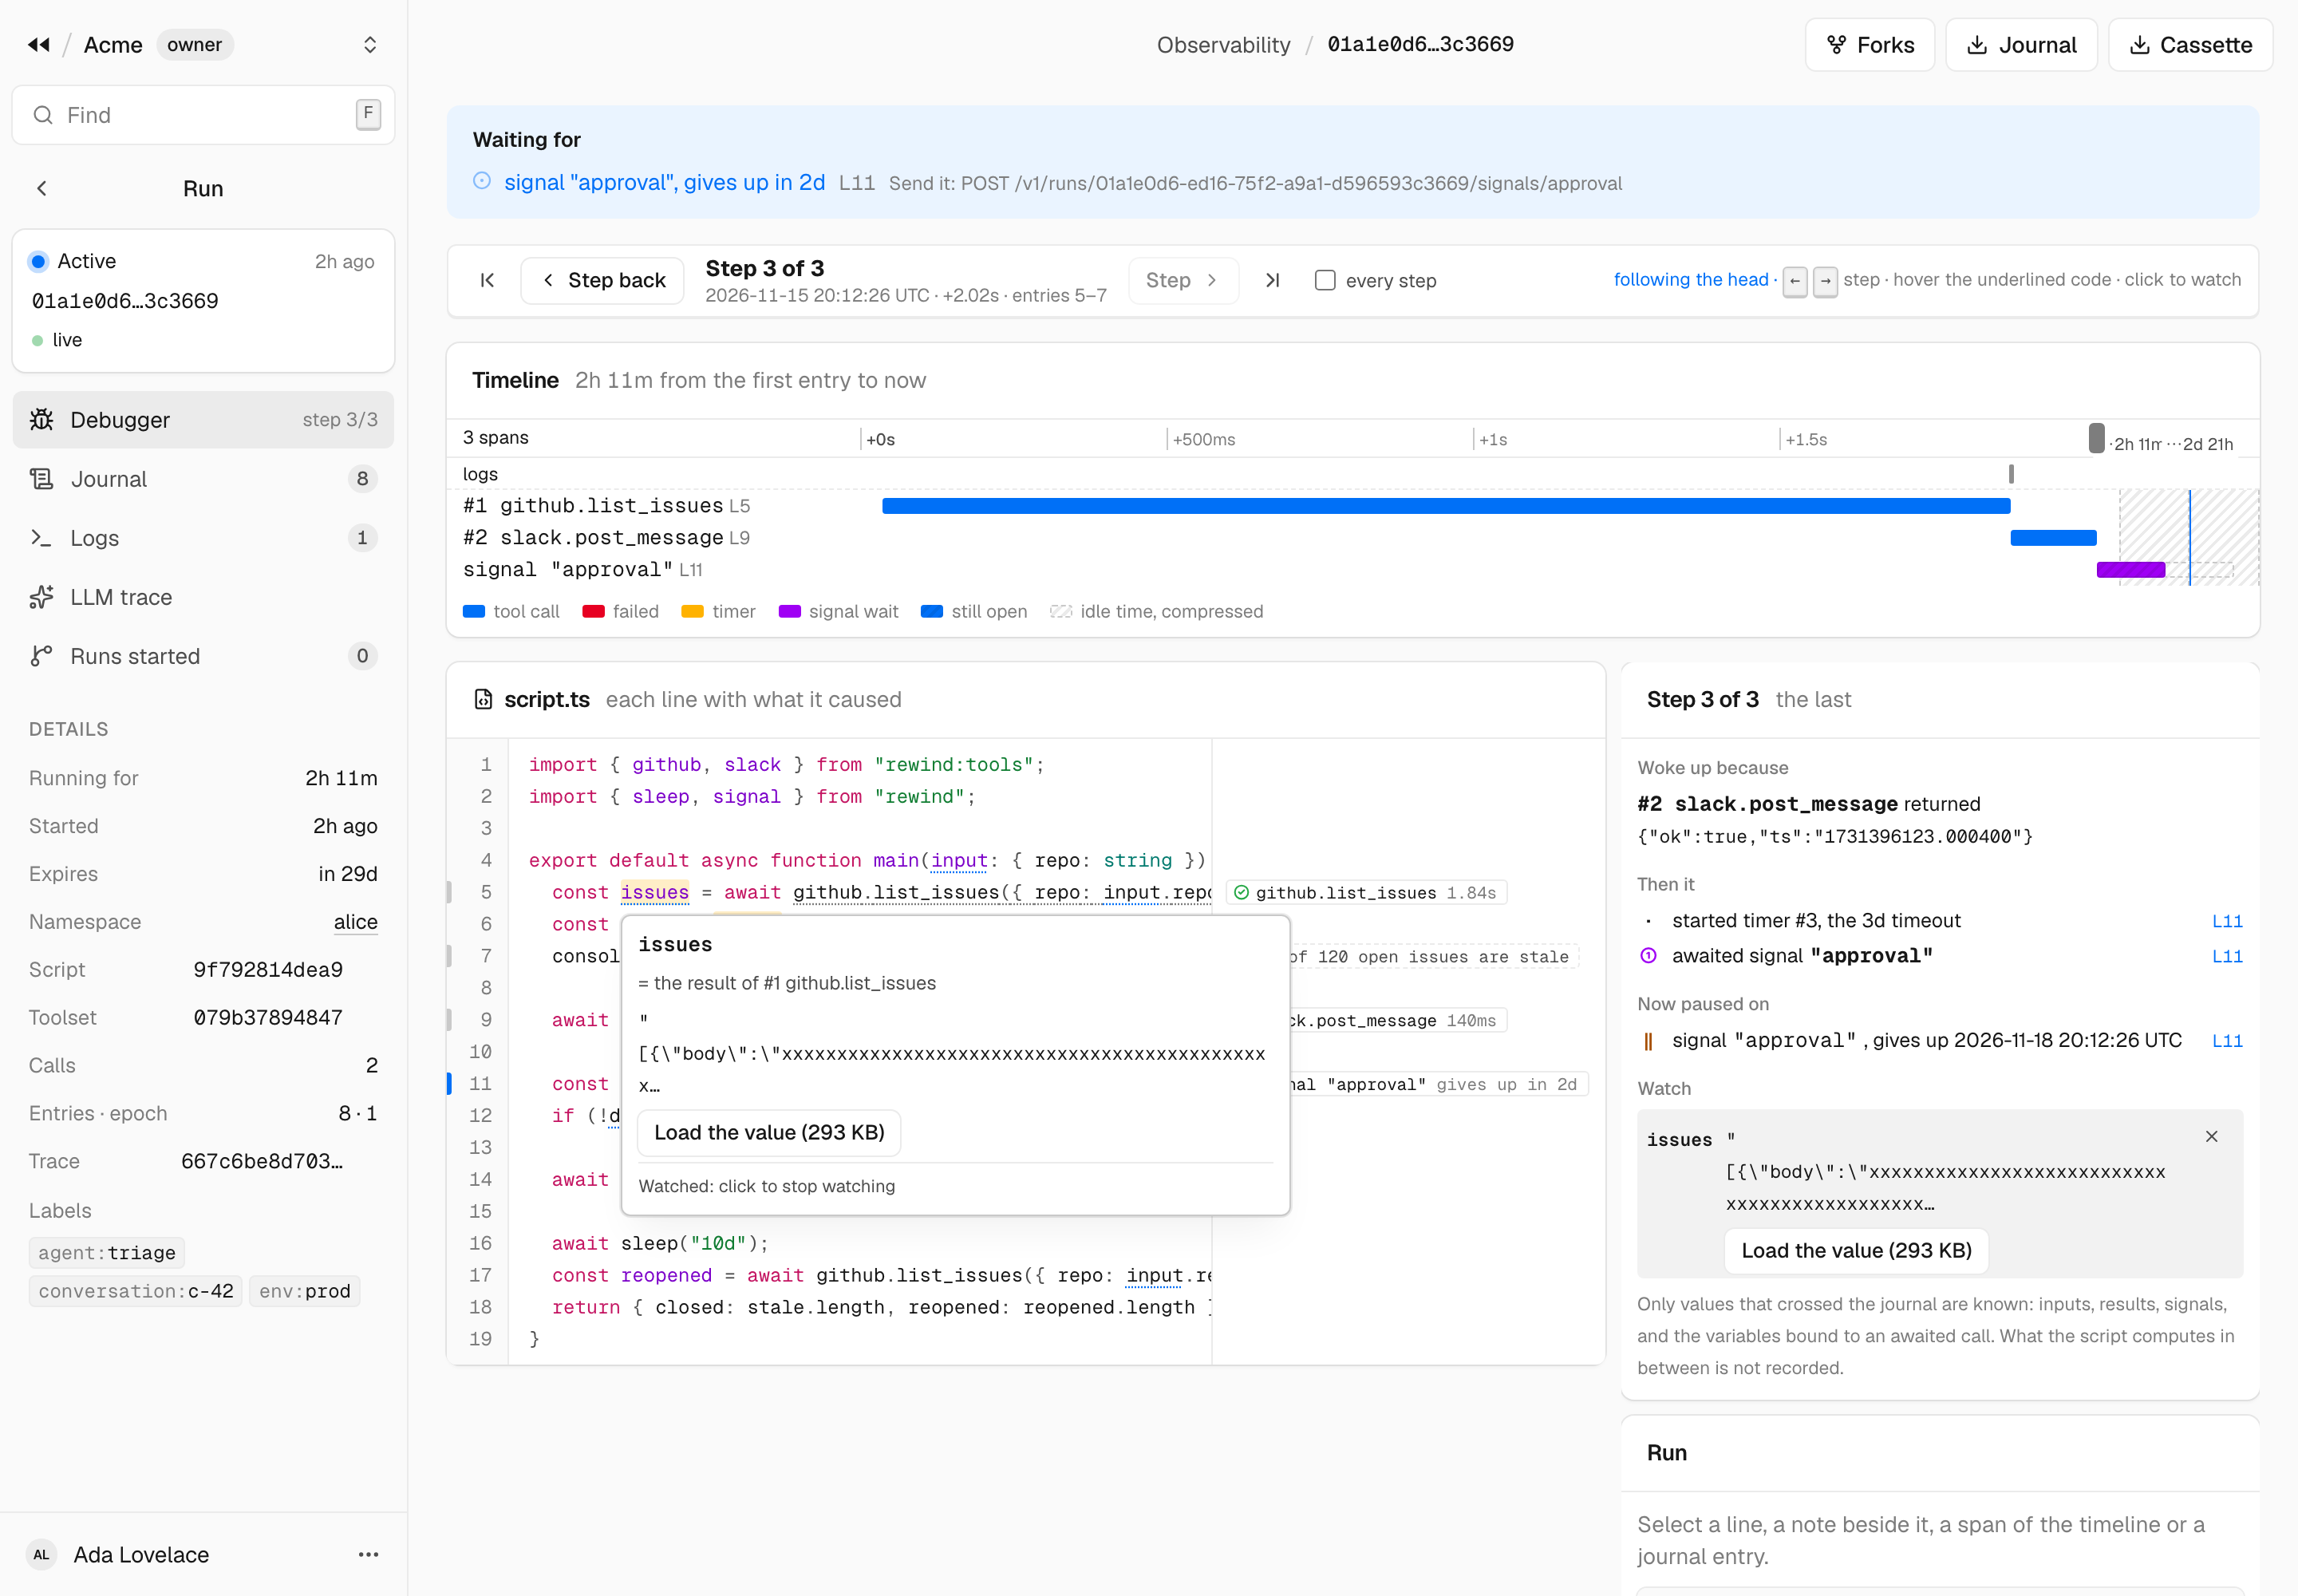 Acme owner
Find F
Run
Active 2h ago
01a1e0d6…3c3669
live
Debugger step 3/3
Journal 8
Logs 1
LLM trace
Runs started 0
DETAILS
Running for 2h 11m
Started 2h ago
Expires in 29d
Namespace alice
Script 9f792814dea9
Toolset 079b37894847
Calls 2
Entries · epoch 8 · 1
Trace 667c6be8d703…
Labels
agent:triage
conversation:c-42 env:prod
AL Ada Lovelace
Observability / 01a1e0d6…3c3669
Forks Journal Cassette
Waiting for
signal "approval", gives up in 2d L11 Send it: POST /v1/runs/01a1e0d6-ed16-75f2-a9a1-d596593c3669/signals/approval
Step back
Step 3 of 3
2026-11-15 20:12:26 UTC · +2.02s · entries 5–7
Step
every step
following the head · ← → step · hover the underlined code · click to watch
Timeline 2h 11m from the first entry to now
3 spans +0s +500ms +1s +1.5s 2h 11m ···2d 21h
logs
#1 github.list_issues L5
#2 slack.post_message L9
signal "approval" L11
tool call failed timer signal wait still open idle time, compressed
script.ts each line with what it caused
1 import { github, slack } from "rewind:tools";
2 import { sleep, signal } from "rewind";
3
4 export default async function main(input: { repo: string })
5 const issues = await github.list_issues({ repo: input.repo github.list_issues 1.84s
6 const
7 consol of 120 open issues are stale
8
9 await ck.post_message 140ms
10
11 const nal "approval" gives up in 2d
12 if (!d
13
14 await
15
16 await sleep("10d");
17 const reopened = await github.list_issues({ repo: input.re
18 return { closed: stale.length, reopened: reopened.length }
19 }
issues
= the result of #1 github.list_issues
"
[{\"body\":\"xxxxxxxxxxxxxxxxxxxxxxxxxxxxxxxxxxxxxxxxxxxx
x…
Load the value (293 KB)
Watched: click to stop watching
Step 3 of 3 the last
Woke up because
#2 slack.post_message returned
{"ok":true,"ts":"1731396123.000400"}
Then it
· started timer #3, the 3d timeout L11
1 awaited signal "approval" L11
Now paused on
signal "approval" , gives up 2026-11-18 20:12:26 UTC L11
Watch
issues "
[{\"body\":\"xxxxxxxxxxxxxxxxxxxxxxxxxxx
xxxxxxxxxxxxxxxxxxx…
Load the value (293 KB)
Only values that crossed the journal are known: inputs, results, signals,
and the variables bound to an awaited call. What the script computes in
between is not recorded.
Run
Select a line, a note beside it, a span of the timeline or a
journal entry.